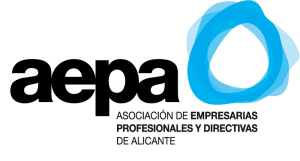 aepa
ASOCIACIÓN DE EMPRESARIAS
PROFESIONALES Y DIRECTIVAS
DE ALICANTE